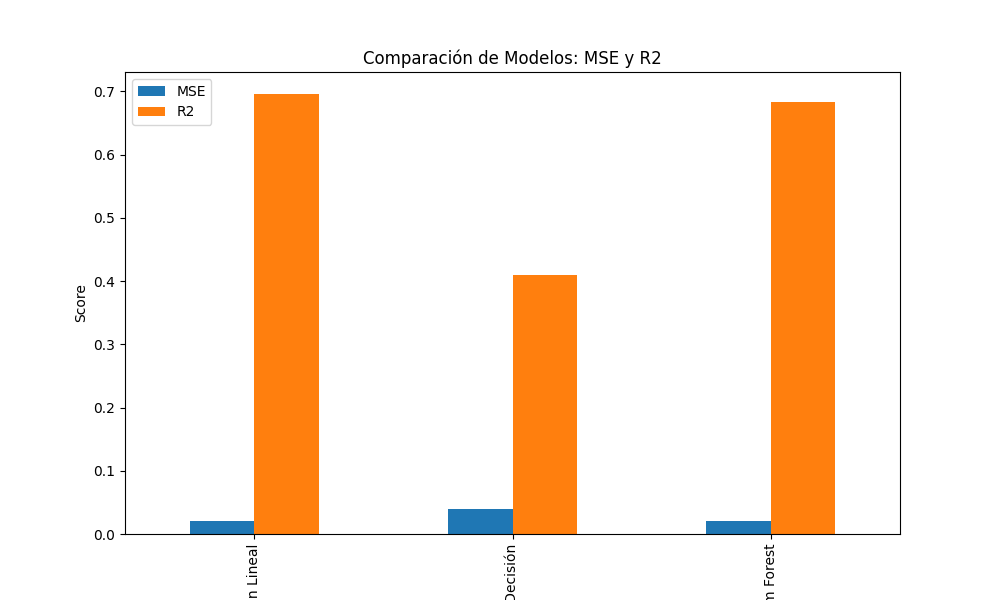 Comparación de Modelos: MSE y R2
MSE
R2
Score
0.7
0.6
0.5
0.4
0.3
0.2
0.1
0.0
n Lineal
Decisión
m Forest